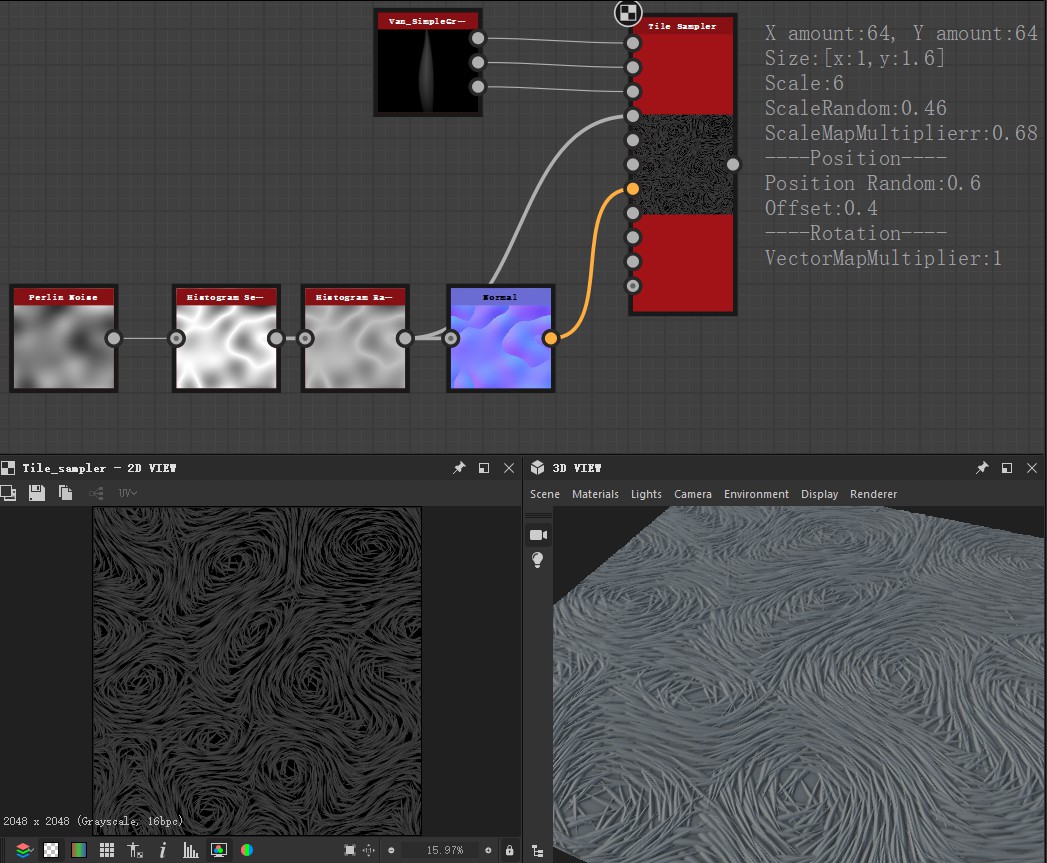 Van_SimpleGr—
Tile Sampler
X amount:64, Y amount:64
Size:[x:1,y:1.6]
Scale:6
ScaleRandom:0.46
ScaleMapMultiplierr:0.68
----Position----
Position Random:0.6
Offset:0.4
----Rotation----
VectorMapMultiplier:1
Perlin Noise
Histogram Se—
Histogram Ra—
Normal
Tile_sampler - 2D VIEW
UV
2048 x 2048 (Grayscale, 16bpc)
15.97%
3D VIEW
Scene Materials Lights Camera Environment Display Renderer